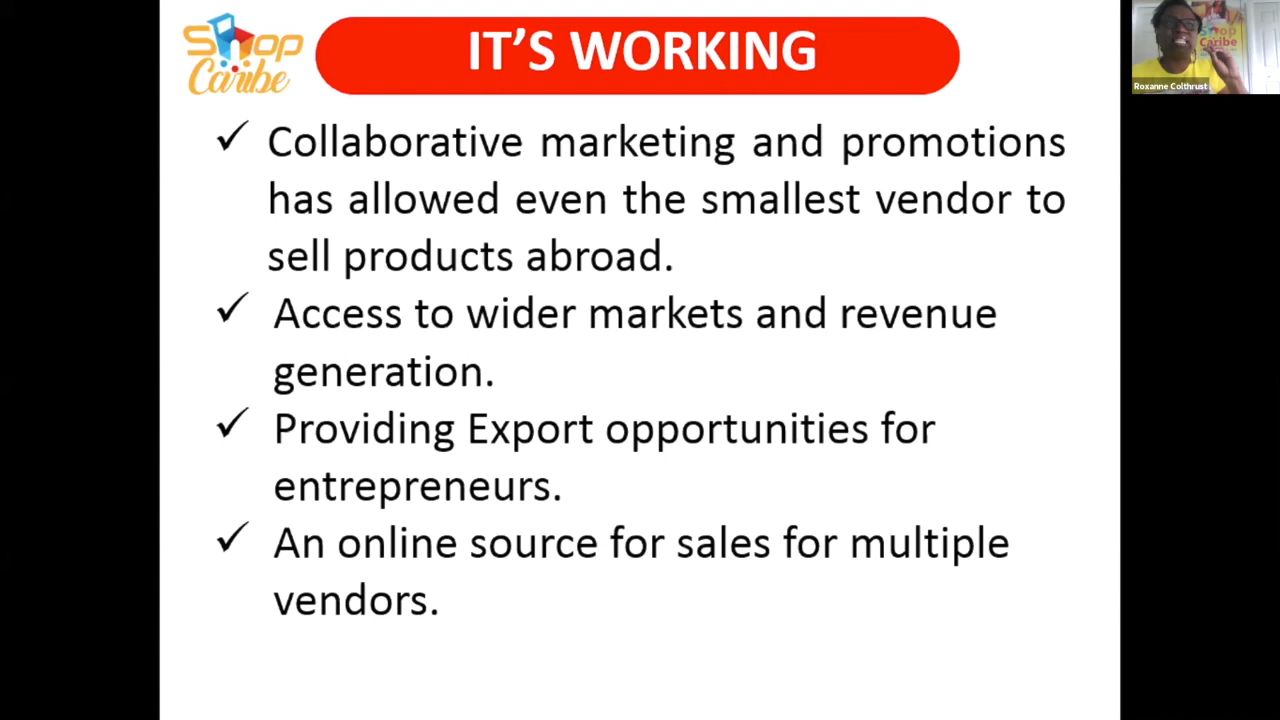 Shop
Caribe
IT'S WORKING
✓ Collaborative marketing and promotions
has allowed even the smallest vendor to
sell products abroad.
✓ Access to wider markets and revenue
generation.
✓ Providing Export opportunities for
entrepreneurs.
✓ An online source for sales for multiple
vendors.
Shop
Caribe
Roxanne Colthrust